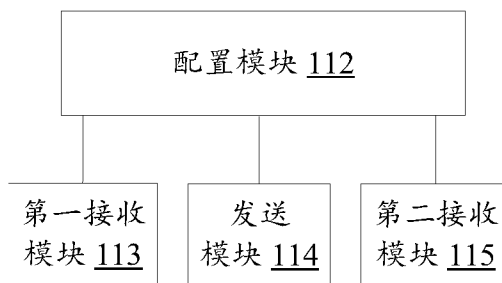 配置模块 112
第一接收
模块 113
发送
模块 114
第二接收
模块 115